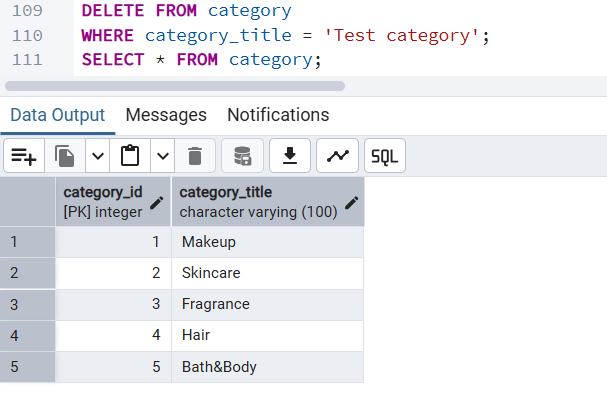 109 DELETE FROM category
110 WHERE category_title = 'Test category';
111 SELECT * FROM category;
Data Output Messages Notifications
SQL
category_id category_title
[PK] integer character varying (100)
1 1 Makeup
2 2 Skincare
3 3 Fragrance
4 4 Hair
5 5 Bath&Body